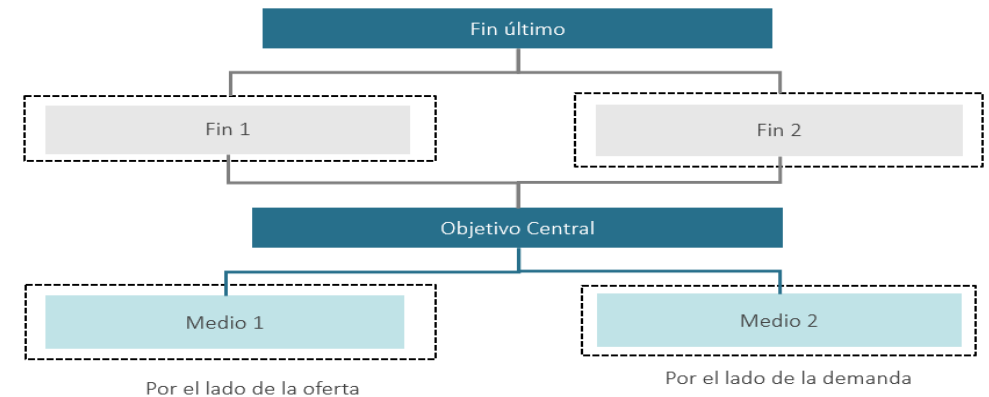 Fin último
Fin 1
Fin 2
Objetivo Central
Medio 1
Medio 2
Por el lado de la oferta
Por el lado de la demanda